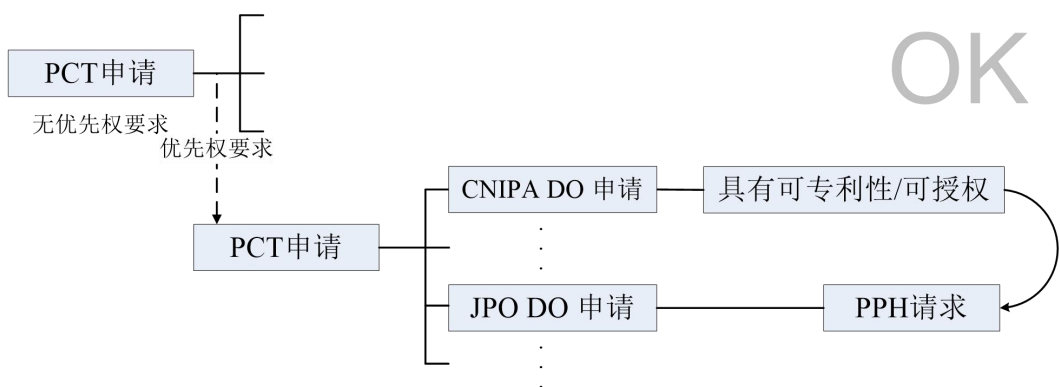 OK
PCT申请
无优先权要求
优先权要求
CNIPA DO 申请
具有可专利性/可授权
PCT申请
JPO DO 申请
PPH请求